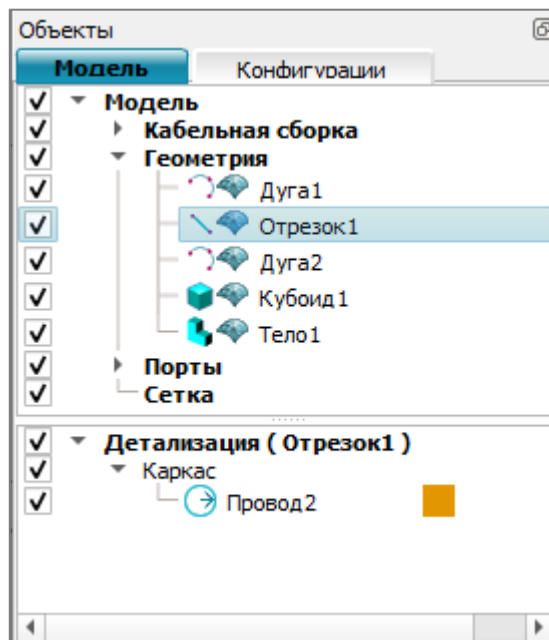 Объекты
Модель Конфигурации
Модель
Кабельная сборка
Геометрия
Дуга1
Отрезок1
Дуга2
Кубоид1
Тело1
Порты
Сетка
Детализация ( Отрезок1 )
Каркас
Провод2